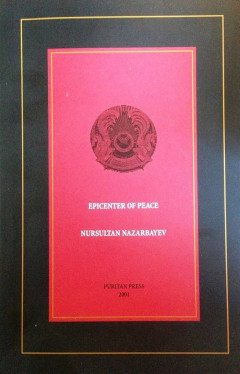 EPICENTER OF PEACE
NURSULTAN NAZARBAYEV
PURITAN PRESS
2001